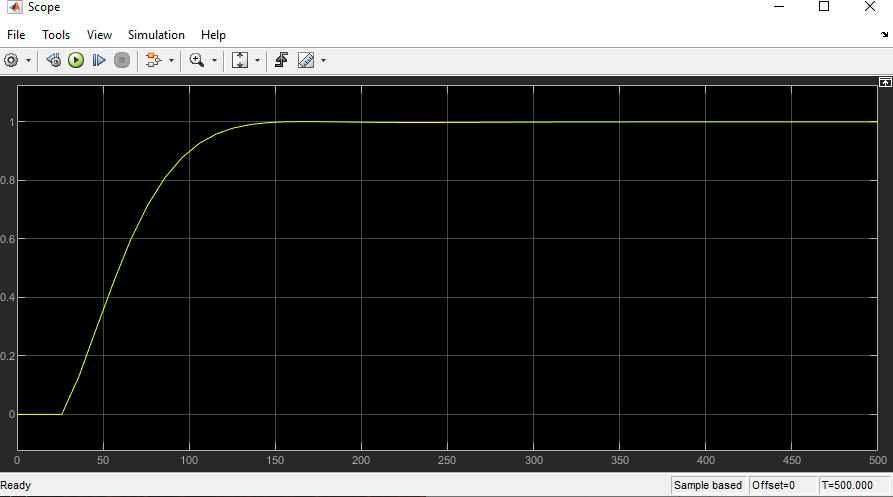 Scope
File Tools View Simulation Help
1
0.8
0.6
0.4
0.2
0
0 50 100 150 200 250 300 350 400 450 500
Ready Sample based Offset=0 T=500.000